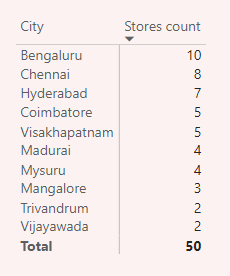 City Stores count
Bengaluru 10
Chennai 8
Hyderabad 7
Coimbatore 5
Visakhapatnam 5
Madurai 4
Mysuru 4
Mangalore 3
Trivandrum 2
Vijayawada 2
Total 50